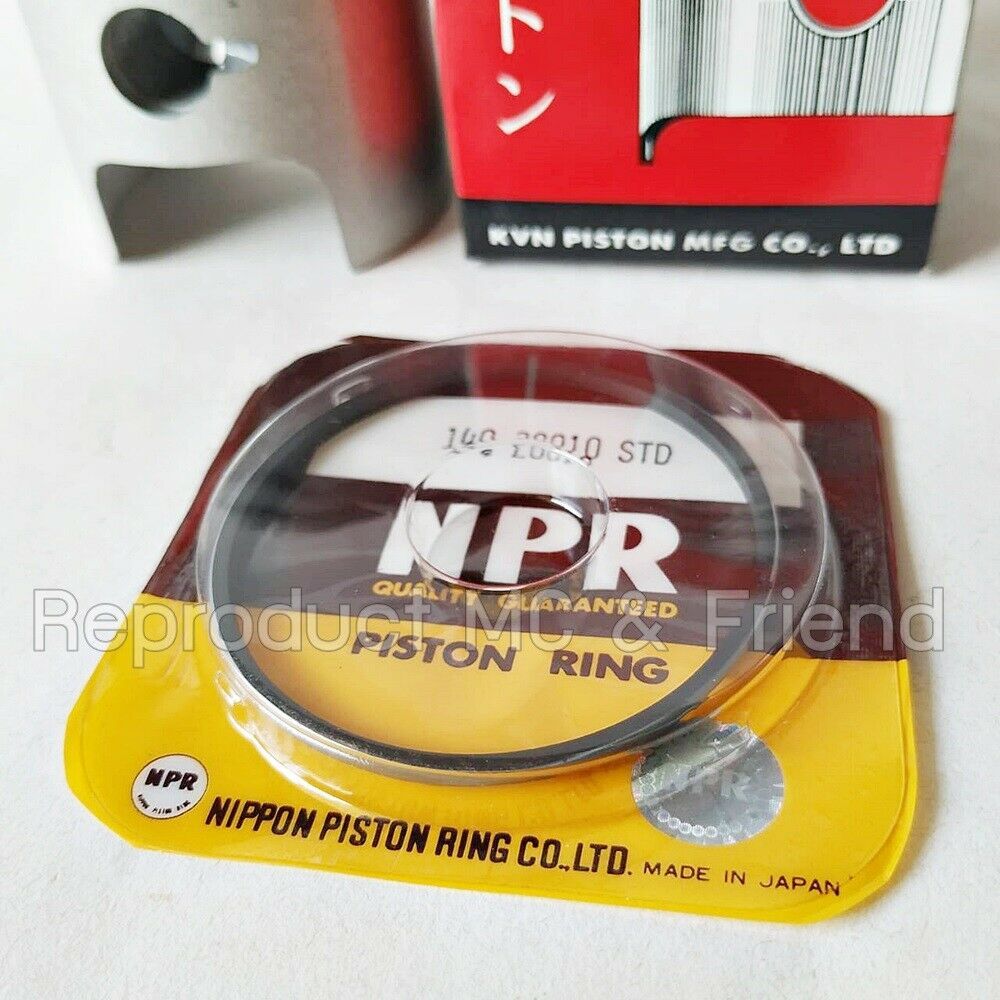 トン
KVN PISTON MFG CO., LTD
STD
NPR
QUALITY GUARANTEED
Reproduct MC & Friend
PISTON RING
NPR
NPR
NIPPON PISTON RING CO.,LTD. MADE IN JAPAN